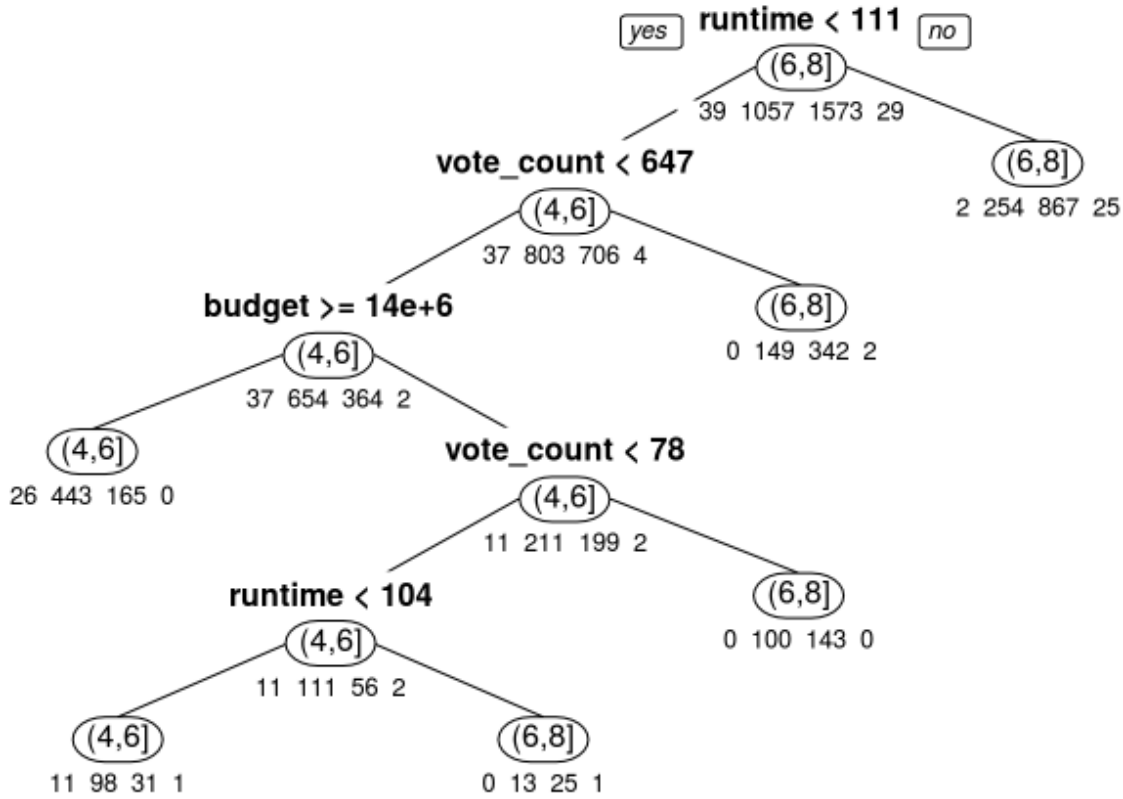 yes runtime < 111 no
(6,8]
39 1057 1573 29
vote_count < 647
(6,8]
2 254 867 25
(4,6]
37 803 706 4
budget >= 14e+6
(6,8]
0 149 342 2
(4,6]
37 654 364 2
(4,6]
26 443 165 0
vote_count < 78
(4,6]
11 211 199 2
runtime < 104
(6,8]
0 100 143 0
(4,6]
11 111 56 2
(4,6]
11 98 31 1
(6,8]
0 13 25 1